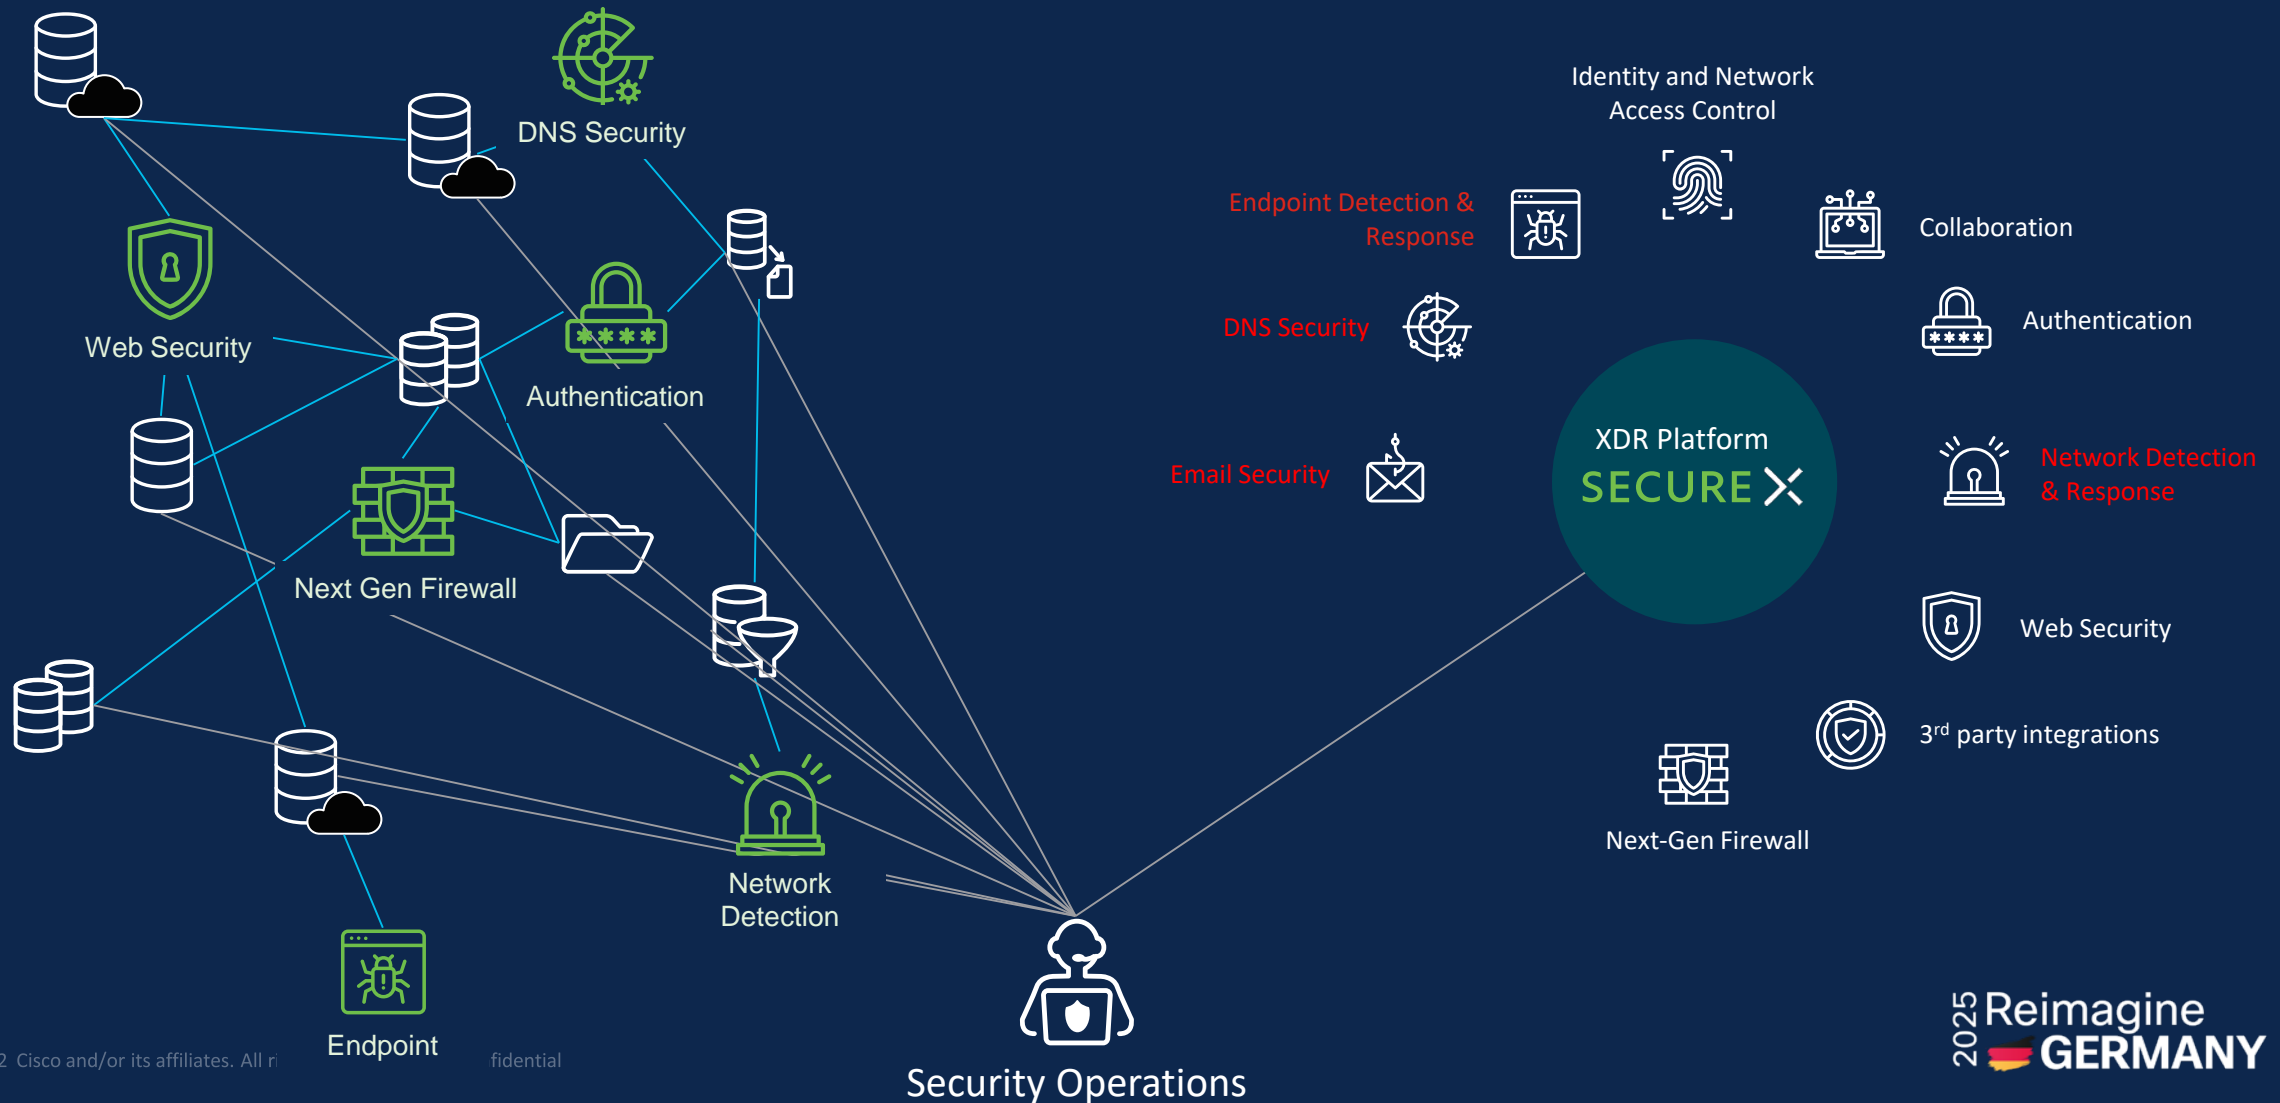 DNS Security
Web Security
Authentication
Next Gen Firewall
Network
Detection
Endpoint
Security Operations
Identity and Network
Access Control
Endpoint Detection &
Response
Collaboration
DNS Security
Authentication
Email Security
XDR Platform
SECURE X
Network Detection
& Response
Web Security
3rd party integrations
Next-Gen Firewall
2 Cisco and/or its affiliates. All ri fidential
2025
Reimagine
GERMANY